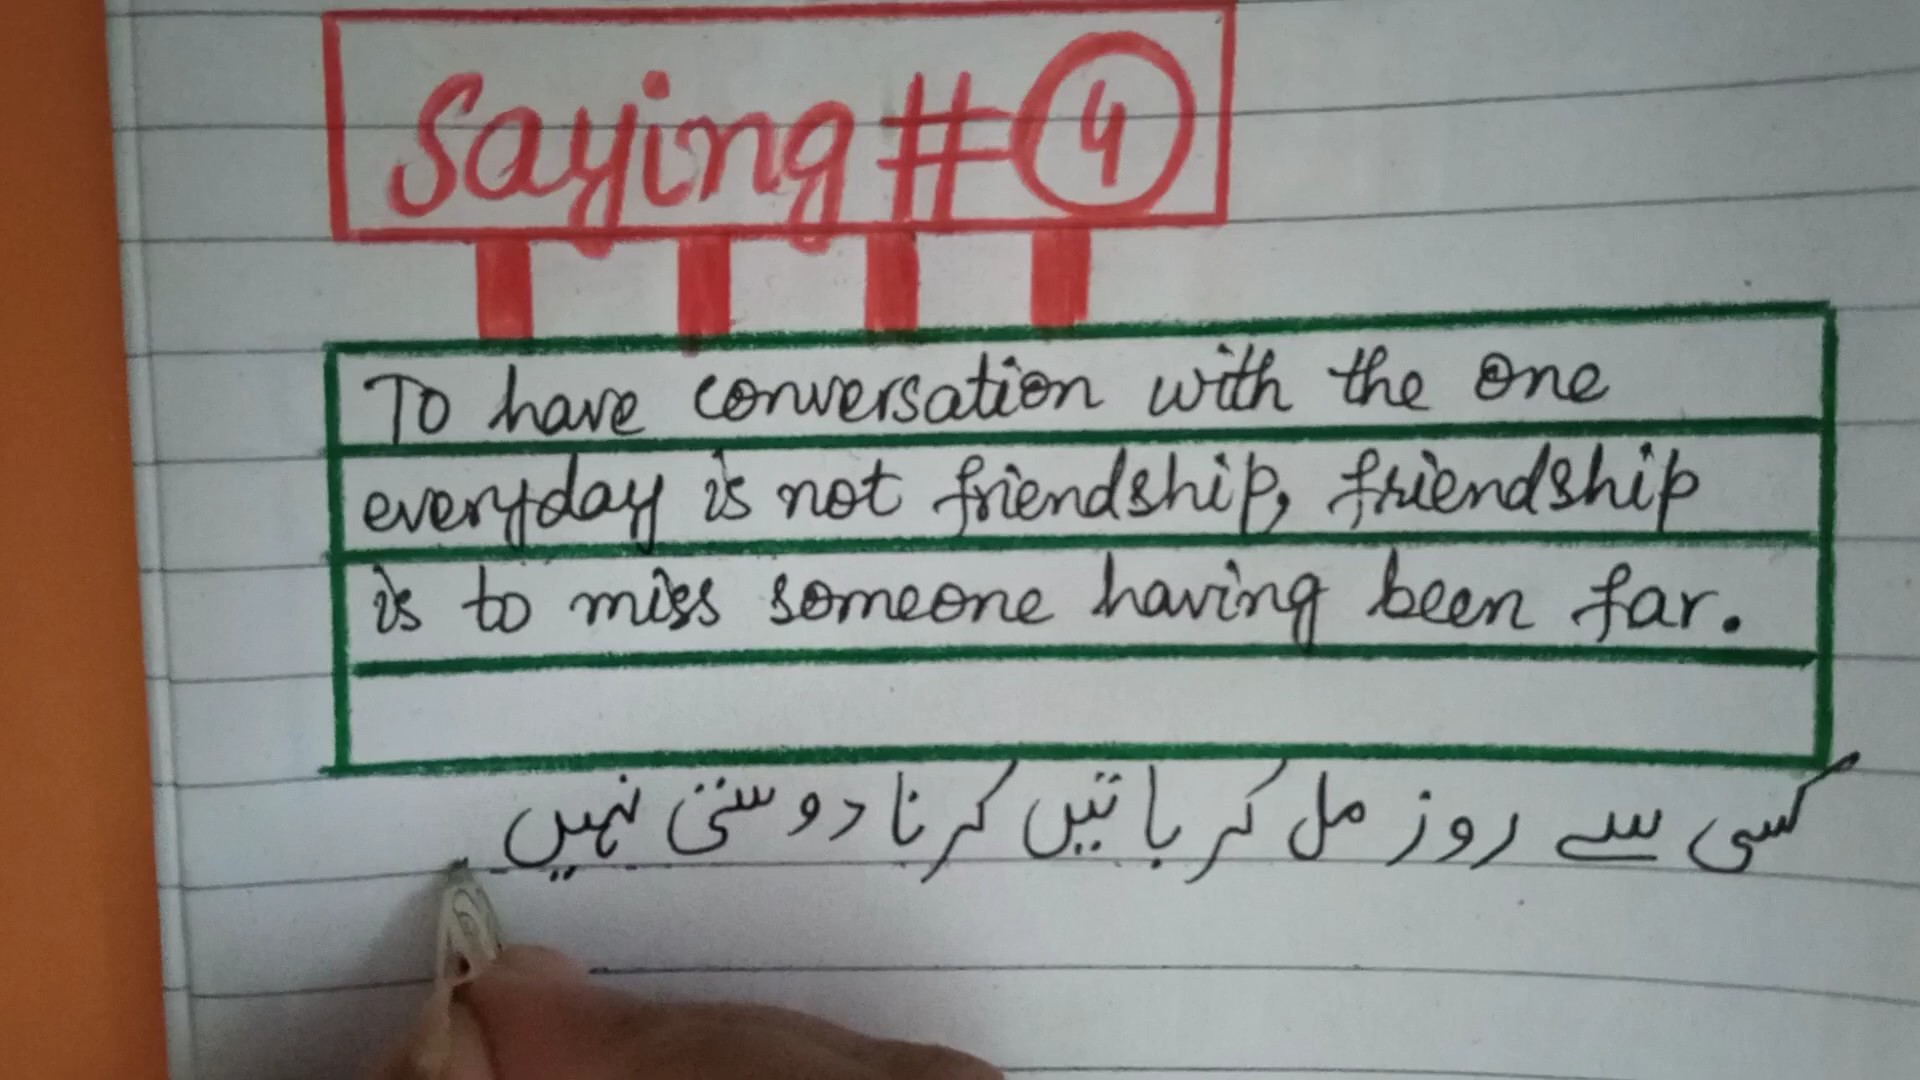 Saying # 4
To have conversation with the one
everyday is not friendship, friendship
is to miss someone having been far.
کسی سے روز مل کر باتیں کرنا دوستی نہیں